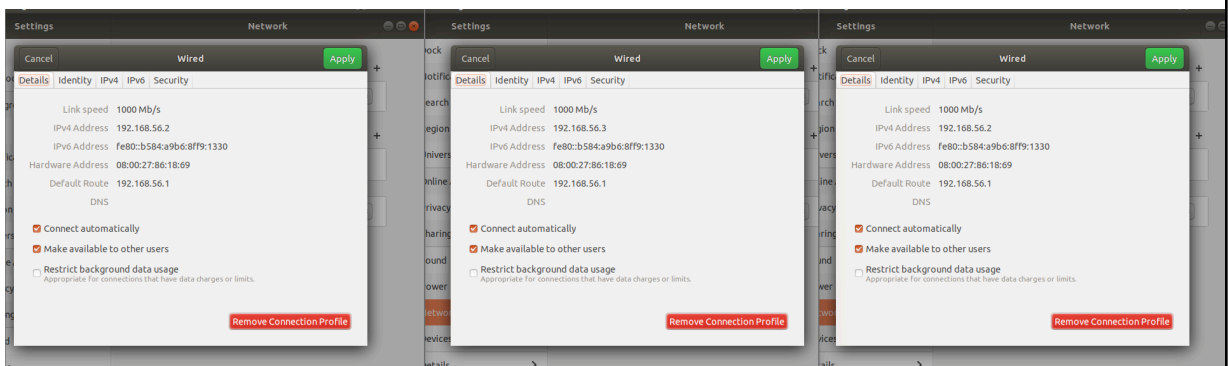 Settings
Network
Cancel
Wired
Apply
Details Identity IPv4 IPv6 Security
Link speed 1000 Mb/s
IPv4 Address 192.168.56.2
IPv6 Address fe80::b584:a9b6:8ff9:1330
Hardware Address 08:00:27:86:18:69
Default Route 192.168.56.1
DNS
Connect automatically
Make available to other users
Restrict background data usage
Appropriate for connections that have data charges or limits.
Remove Connection Profile
Settings
Network
Cancel
Wired
Apply
Details Identity IPv4 IPv6 Security
Link speed 1000 Mb/s
IPv4 Address 192.168.56.3
IPv6 Address fe80::b584:a9b6:8ff9:1330
Hardware Address 08:00:27:86:18:69
Default Route 192.168.56.1
DNS
Connect automatically
Make available to other users
Restrict background data usage
Appropriate for connections that have data charges or limits.
Remove Connection Profile
Settings
Network
Cancel
Wired
Apply
Details Identity IPv4 IPv6 Security
Link speed 1000 Mb/s
IPv4 Address 192.168.56.2
IPv6 Address fe80::b584:a9b6:8ff9:1330
Hardware Address 08:00:27:86:18:69
Default Route 192.168.56.1
DNS
Connect automatically
Make available to other users
Restrict background data usage
Appropriate for connections that have data charges or limits.
Remove Connection Profile